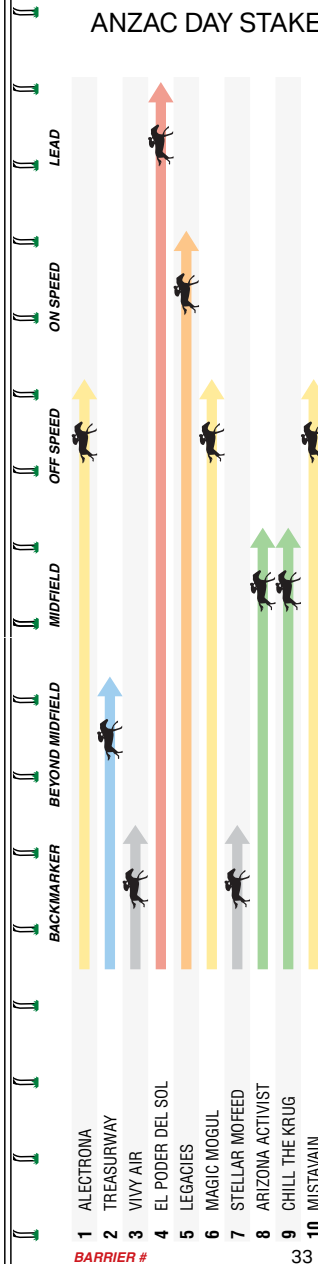 ANZAC DAY STAKE
LEAD
ON SPEED
OFF SPEED
MIDFIELD
BEYOND MIDFIELD
BACKMARKER
1 ALECTRONA
2 TREASURWAY
3 VIVY AIR
4 EL PODER DEL SOL
5 LEGACIES
6 MAGIC MOGUL
7 STELLAR MOFEED
8 ARIZONA ACTIVIST
9 CHILL THE KRUG
10 MISTAVAIN
BARRIER #
33